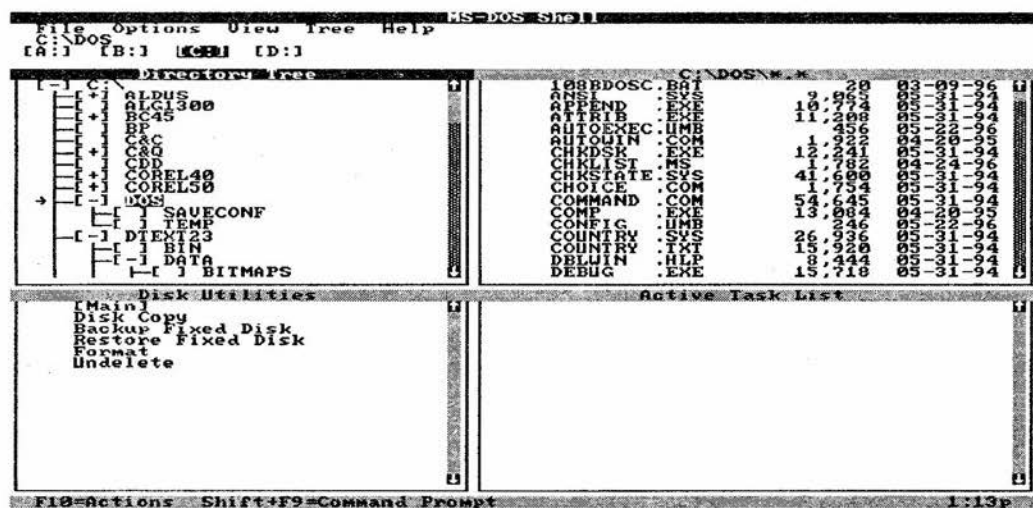 MS-DOS Shell
File Options View Tree Help
C:\DOS
[A:] [B:] [C:] [D:]
Directory Tree
[-] C:\
[+] ALDUS
[ ] ALG1300
[+] BC45
[ ] BP
[ ] C&C
[+] C&Q
[ ] CDD
[+] COREL40
[+] COREL50
→ [-] DOS
[ ] SAVECONF
[ ] TEMP
[-] DTEXT23
[ ] BIN
[-] DATA
[ ] BITMAPS
C:\DOS\*.*
108BDOSC.BAT 20 03-09-96
ANSI .SYS 9,065 05-31-94
APPEND .EXE 10,774 05-31-94
ATTRIB .EXE 11,208 05-31-94
AUTOEXEC.UMB 456 05-22-96
AUTOWIN .COM 1,922 04-20-95
CHKDSK .EXE 12,241 05-31-94
CHKLIST .MS 1,782 04-24-96
CHKSTATE.SYS 41,600 05-31-94
CHOICE .COM 1,754 05-31-94
COMMAND .COM 54,645 05-31-94
COMP .EXE 13,084 04-20-95
CONFIG .UMB 246 05-22-96
COUNTRY .SYS 26,936 05-31-94
COUNTRY .TXT 15,920 05-31-94
DBLWIN .HLP 8,444 05-31-94
DEBUG .EXE 15,718 05-31-94
Disk Utilities
[Main]
Disk Copy
Backup Fixed Disk
Restore Fixed Disk
Format
Undelete
Active Task List
F10=Actions Shift+F9=Command Prompt 1:13p